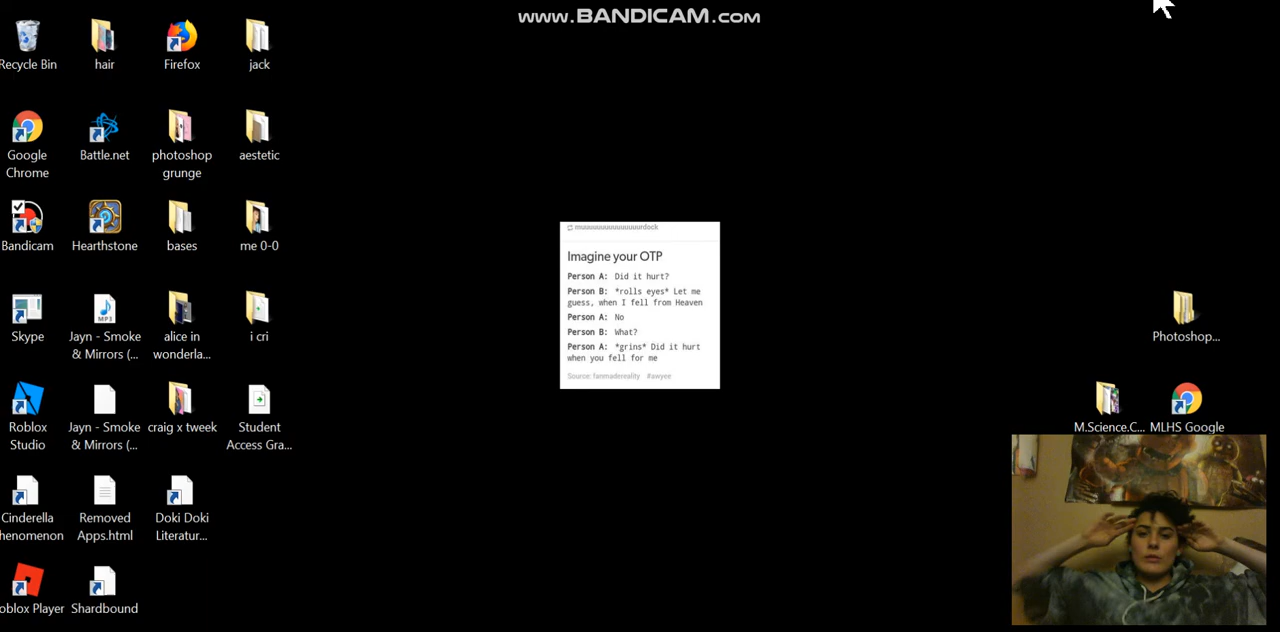 www.BANDICAM.com
Recycle Bin
hair
Firefox
jack
Google
Chrome
Battle.net
photoshop
grunge
aestetic
Bandicam
Hearthstone
bases
me 0-0
Skype
Jayn - Smoke
& Mirrors (...
alice in
wonderla...
i cri
Roblox
Studio
Jayn - Smoke
& Mirrors (...
craig x tweek
Student
Access Gra...
Cinderella
henomenon
Removed
Apps.html
Doki Doki
Literatur...
oblox Player
Shardbound
MP3
Imagine your OTP
Person A: Did it hurt?
Person B: *rolls eyes* Let me
guess, when I fell from Heaven
Person A: No
Person B: What?
Person A: *grins* Did it hurt
when you fell for me
Source: fanmadereality #awyee
Photoshop...
M.Science.C...
MLHS Google